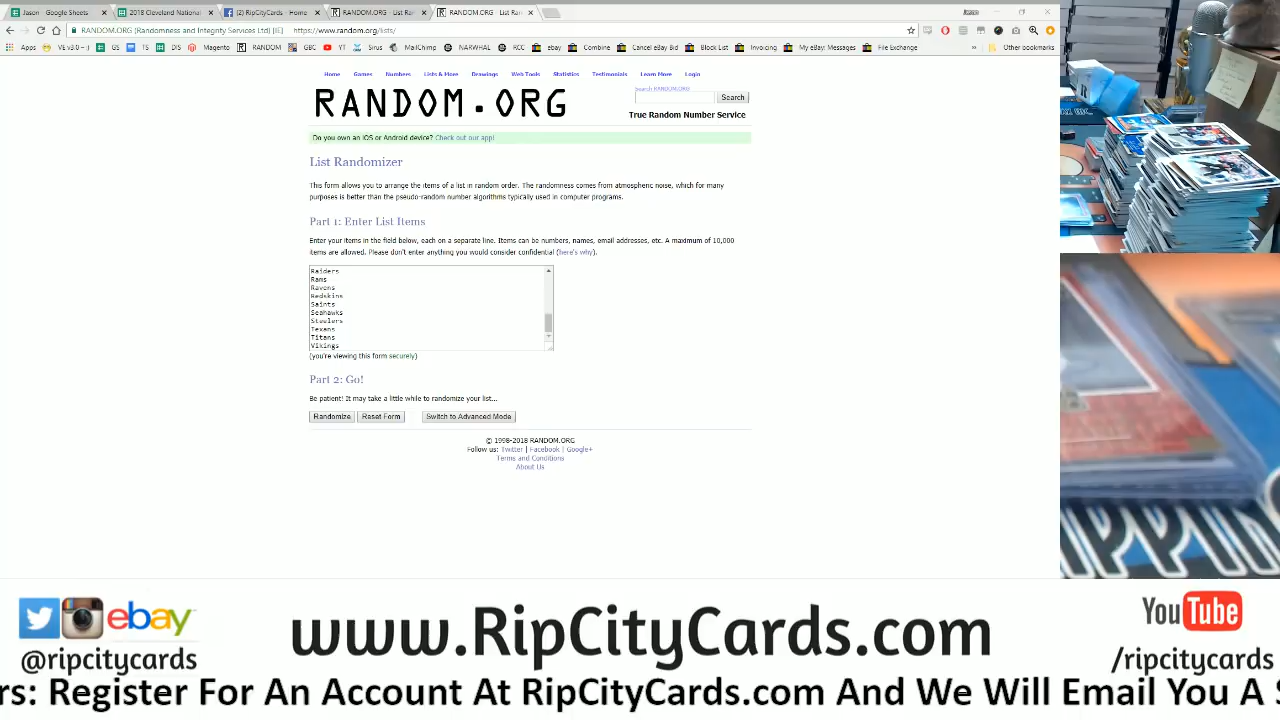 Jason - Google Sheets
2018 Cleveland National
(2) RipCityCards - Home
RANDOM.ORG - List Ran
RANDOM.ORG - List Ran
RANDOM.ORG (Randomness and Integrity Services Ltd) [IE]
https://www.random.org/lists/
Apps
GS
TS
DIS
Magento
RANDOM
GBC
YT
Sirus
MailChimp
NARWHAL
RCC
ebay
Combine
Cancel eBay Bid
Block List
Invoicing
My eBay: Messages
File Exchange
»
Other bookmarks
Home Games Numbers Lists & More Drawings Web Tools Statistics Testimonials Learn More Login
RANDOM.ORG
Search RANDOM.ORG
Search
True Random Number Service
Do you own an iOS or Android device? Check out our app!
List Randomizer
This form allows you to arrange the items of a list in random order. The randomness comes from atmospheric noise, which for many
purposes is better than the pseudo-random number algorithms typically used in computer programs.
Part 1: Enter List Items
Enter your items in the field below, each on a separate line. Items can be numbers, names, email addresses, etc. A maximum of 10,000
items are allowed. Please don't enter anything you would consider confidential (here's why).
Raiders
Rams
Ravens
Redskins
Saints
Seahawks
Steelers
Texans
Titans
Vikings
(you're viewing this form securely)
Part 2: Go!
Be patient! It may take a little while to randomize your list...
Randomize Reset Form Switch to Advanced Mode
© 1998-2018 RANDOM.ORG
Follow us: Twitter | Facebook | Google+
Terms and Conditions
About Us
ebay
@ripcitycards
www.RipCityCards.com
YouTube
/ripcitycards
rs: Register For An Account At RipCityCards.com And We Will Email You A S